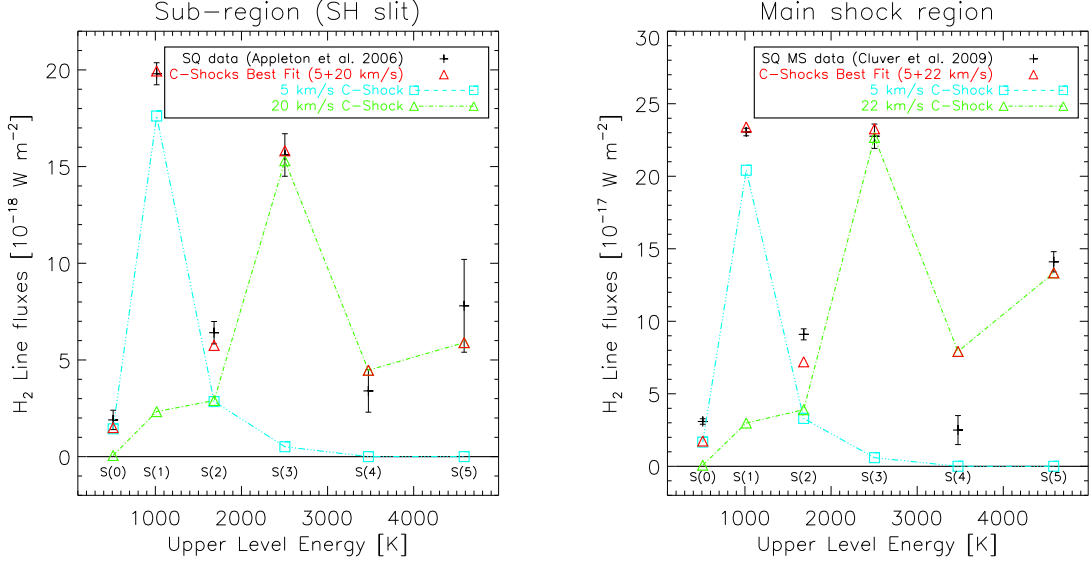 Sub-region (SH slit)
SQ data (Appleton et al. 2006)
C-Shocks Best Fit (5+20 km/s)
5 km/s C-Shock
20 km/s C-Shock
H₂ Line fluxes [10⁻¹⁸ W m⁻²]
20
15
10
5
0
S(0) S(1) S(2) S(3) S(4) S(5)
1000 2000 3000 4000
Upper Level Energy [K]
Main shock region
SQ MS data (Cluver et al. 2009)
C-Shocks Best Fit (5+22 km/s)
5 km/s C-Shock
22 km/s C-Shock
H₂ Line fluxes [10⁻¹⁷ W m⁻²]
30
25
20
15
10
5
0
S(0) S(1) S(2) S(3) S(4) S(5)
1000 2000 3000 4000
Upper Level Energy [K]